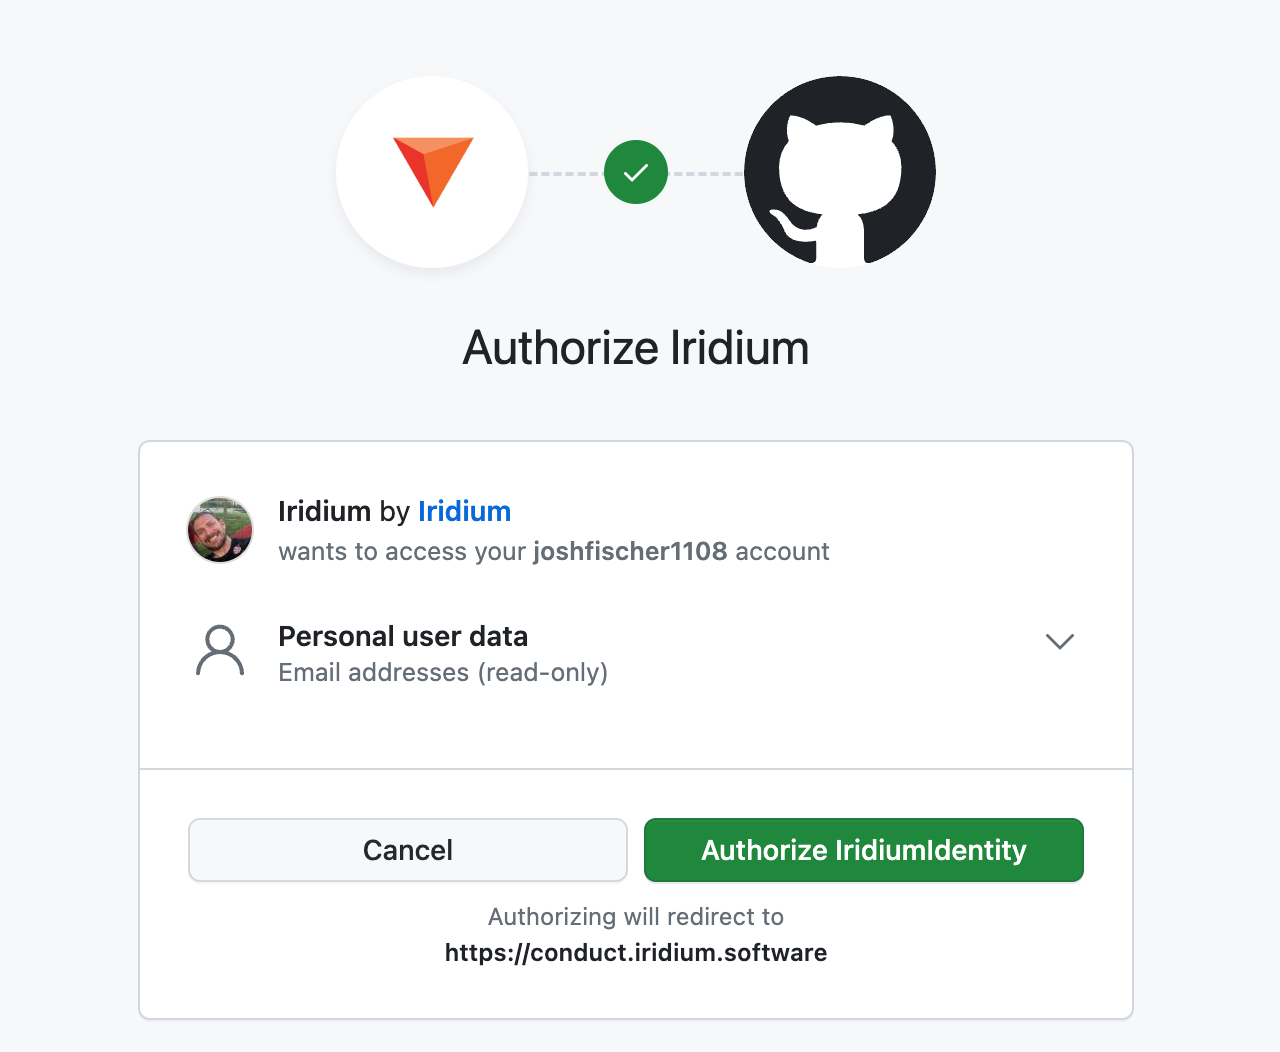 Authorize Iridium
Iridium by Iridium
wants to access your joshfischer1108 account
Personal user data
Email addresses (read-only)
Cancel
Authorize IridiumIdentity
Authorizing will redirect to
https://conduct.iridium.software